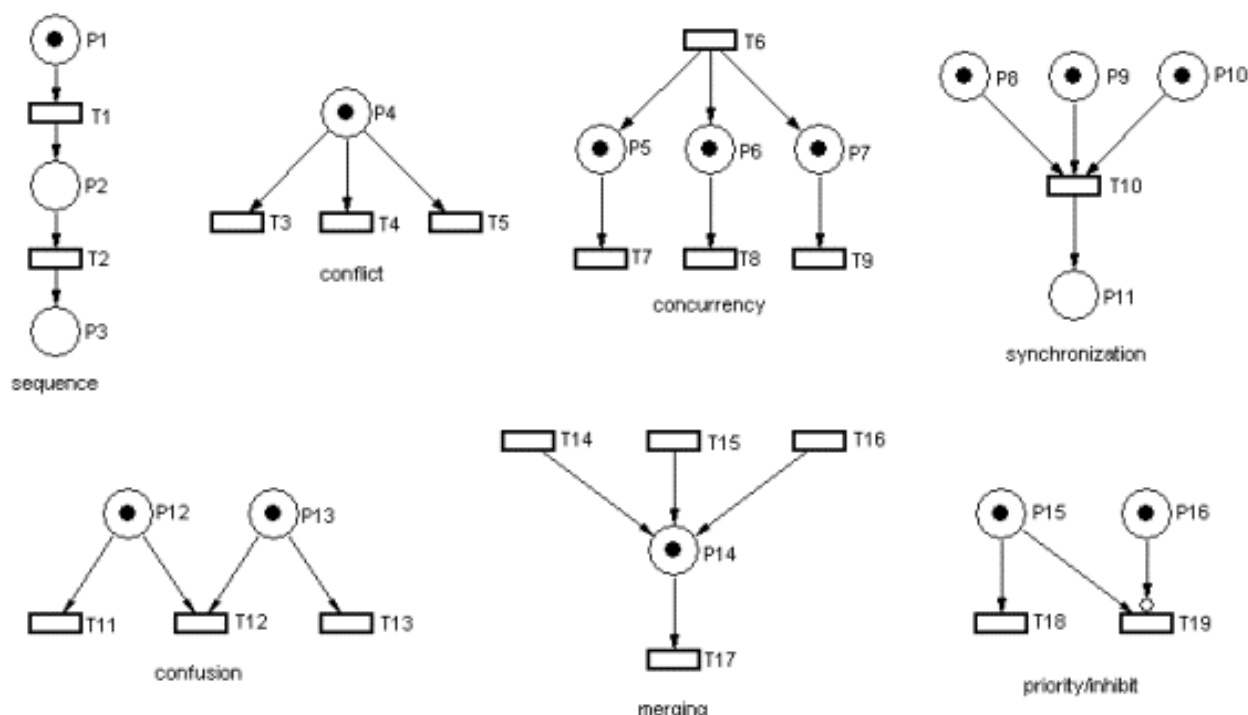 P1
T1
P2
T2
P3
sequence
P4
T3 T4 T5
conflict
T6
P5 P6 P7
T7 T8 T9
concurrency
P8 P9 P10
T10
P11
synchronization
P12 P13
T11 T12 T13
confusion
T14 T15 T16
P14
T17
merging
P15 P16
T18 T19
priority/inhibit